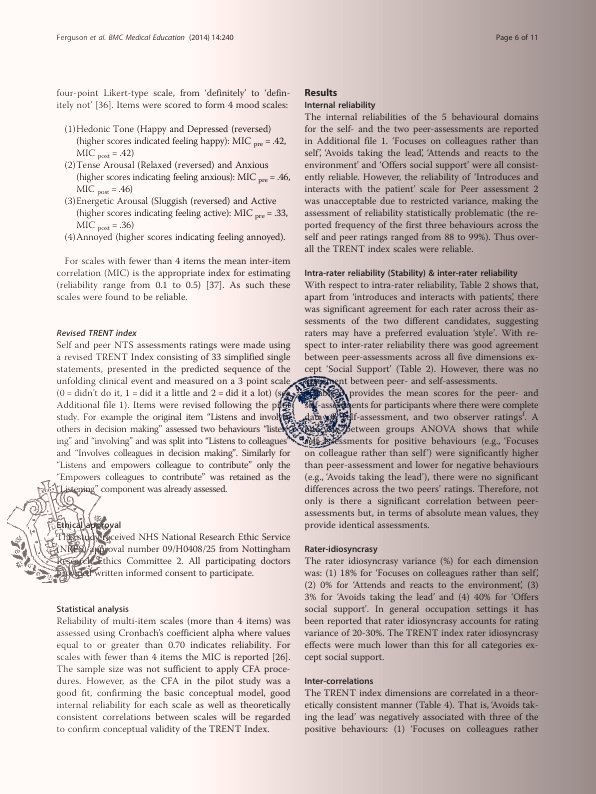 Ferguson et al. BMC Medical Education (2014) 14:240
Page 6 of 11
four-point Likert-type scale, from ‘definitely’ to ‘defin-
itely not’ [36]. Items were scored to form 4 mood scales:
(1)Hedonic Tone (Happy and Depressed (reversed)
(higher scores indicated feeling happy): MIC pre = .42,
MIC post = .42)
(2)Tense Arousal (Relaxed (reversed) and Anxious
(higher scores indicating feeling anxious): MIC pre = .46,
MIC post = .46)
(3)Energetic Arousal (Sluggish (reversed) and Active
(higher scores indicating feeling active): MIC pre = .33,
MIC post = .36)
(4)Annoyed (higher scores indicating feeling annoyed).
For scales with fewer than 4 items the mean inter-item
correlation (MIC) is the appropriate index for estimating
(reliability range from 0.1 to 0.5) [37]. As such these
scales were found to be reliable.
Revised TRENT index
Self and peer NTS assessments ratings were made using
a revised TRENT Index consisting of 33 simplified single
statements, presented in the predicted sequence of the
unfolding clinical event and measured on a 3 point scale
(0 = didn’t do it, 1 = did it a little and 2 = did it a lot)
Additional file 1). Items were revised following the
study. For example the original item “Listens and
others in decision making” assessed two behaviours
ing” and “involving” and was split into “Listens to colleagues”
and “Involves colleagues in decision making”. Similarly for
“Listens and empowers colleague to contribute” only the
“Empowers colleagues to contribute” was retained as the
“Listening” component was already assessed.
Ethical approval
This study received NHS National Research Ethic Service
(NRES) approval number 09/H0408/25 from Nottingham
Research Ethics Committee 2. All participating doctors
written informed consent to participate.
Statistical analysis
Reliability of multi-item scales (more than 4 items) was
assessed using Cronbach’s coefficient alpha where values
equal to or greater than 0.70 indicates reliability. For
scales with fewer than 4 items the MIC is reported [26].
The sample size was not sufficient to apply CFA proce-
dures. However, as the CFA in the pilot study was a
good fit, confirming the basic conceptual model, good
internal reliability for each scale as well as theoretically
consistent correlations between scales will be regarded
to confirm conceptual validity of the TRENT Index.
Results
Internal reliability
The internal reliabilities of the 5 behavioural domains
for the self- and the two peer-assessments are reported
in Additional file 1. ‘Focuses on colleagues rather than
self’, ‘Avoids taking the lead’, ‘Attends and reacts to the
environment’ and ‘Offers social support’ were all consist-
ently reliable. However, the reliability of ‘Introduces and
interacts with the patient’ scale for Peer assessment 2
was unacceptable due to restricted variance, making the
assessment of reliability statistically problematic (the re-
ported frequency of the first three behaviours across the
self and peer ratings ranged from 88 to 99%). Thus over-
all the TRENT index scales were reliable.
Intra-rater reliability (Stability) & inter-rater reliability
With respect to intra-rater reliability, Table 2 shows that,
apart from ‘introduces and interacts with patients’, there
was significant agreement for each rater across their as-
sessments of the two different candidates, suggesting
raters may have a preferred evaluation ‘style’. With re-
spect to inter-rater reliability there was good agreement
between peer-assessments across all five dimensions ex-
cept ‘Social Support’ (Table 2). However, there was no
agreement between peer- and self-assessments.
provides the mean scores for the peer- and
self-assessments for participants where there were complete
self-assessment, and two observer ratings¹. A
between groups ANOVA shows that while
self-assessments for positive behaviours (e.g., ‘Focuses
on colleague rather than self’) were significantly higher
than peer-assessment and lower for negative behaviours
(e.g., ‘Avoids taking the lead’), there were no significant
differences across the two peers’ ratings. Therefore, not
only is there a significant correlation between peer-
assessments but, in terms of absolute mean values, they
provide identical assessments.
Rater-idiosyncrasy
The rater idiosyncrasy variance (%) for each dimension
was: (1) 18% for ‘Focuses on colleagues rather than self’,
(2) 0% for ‘Attends and reacts to the environment’, (3)
3% for ‘Avoids taking the lead’ and (4) 40% for ‘Offers
social support’. In general occupation settings it has
been reported that rater idiosyncrasy accounts for rating
variance of 20-30%. The TRENT index rater idiosyncrasy
effects were much lower than this for all categories ex-
cept social support.
Inter-correlations
The TRENT index dimensions are correlated in a theor-
etically consistent manner (Table 4). That is, ‘Avoids tak-
ing the lead’ was negatively associated with three of the
positive behaviours: (1) ‘Focuses on colleagues rather